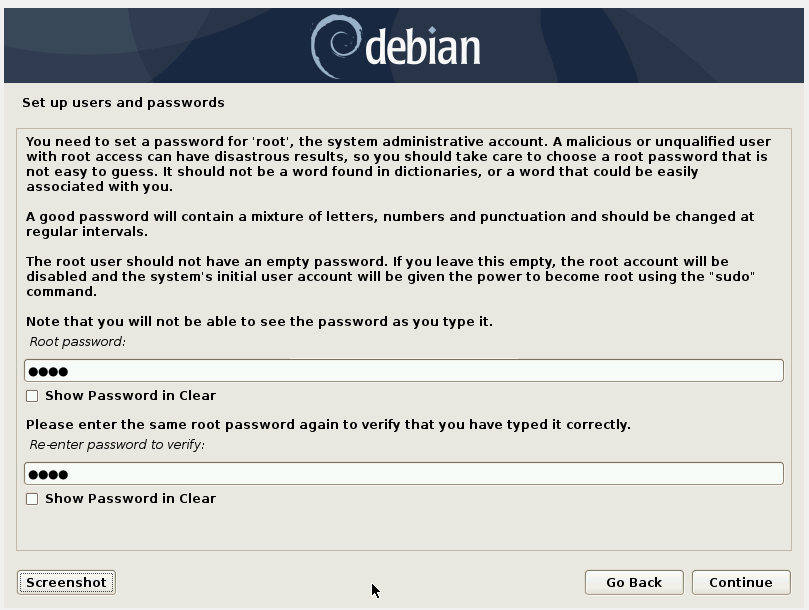 debian
Set up users and passwords
You need to set a password for 'root', the system administrative account. A malicious or unqualified user
with root access can have disastrous results, so you should take care to choose a root password that is
not easy to guess. It should not be a word found in dictionaries, or a word that could be easily
associated with you.
A good password will contain a mixture of letters, numbers and punctuation and should be changed at
regular intervals.
The root user should not have an empty password. If you leave this empty, the root account will be
disabled and the system's initial user account will be given the power to become root using the "sudo"
command.
Note that you will not be able to see the password as you type it.
Root password:
●●●●
Show Password in Clear
Please enter the same root password again to verify that you have typed it correctly.
Re-enter password to verify:
●●●●
Show Password in Clear
Screenshot
Go Back
Continue